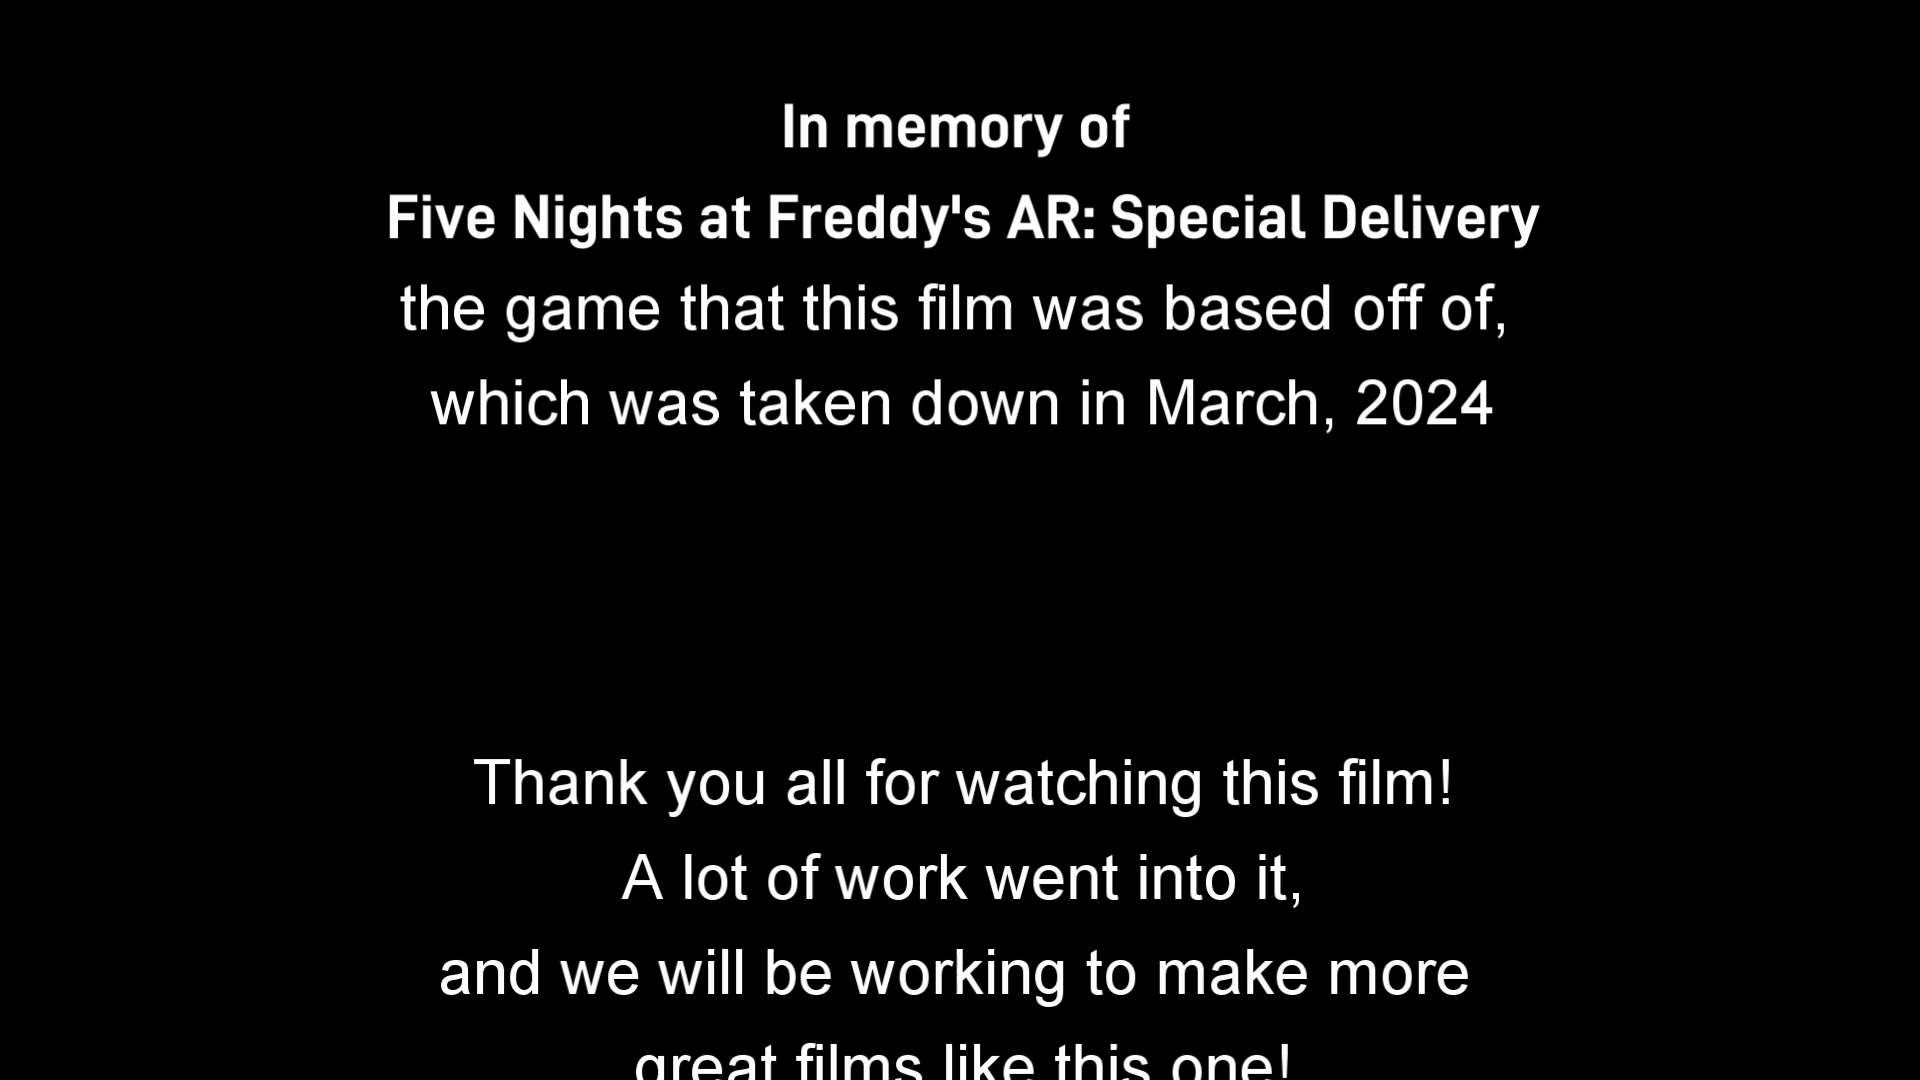 In memory of
Five Nights at Freddy's AR: Special Delivery
the game that this film was based off of,
which was taken down in March, 2024
Thank you all for watching this film!
A lot of work went into it,
and we will be working to make more
great films like this one!